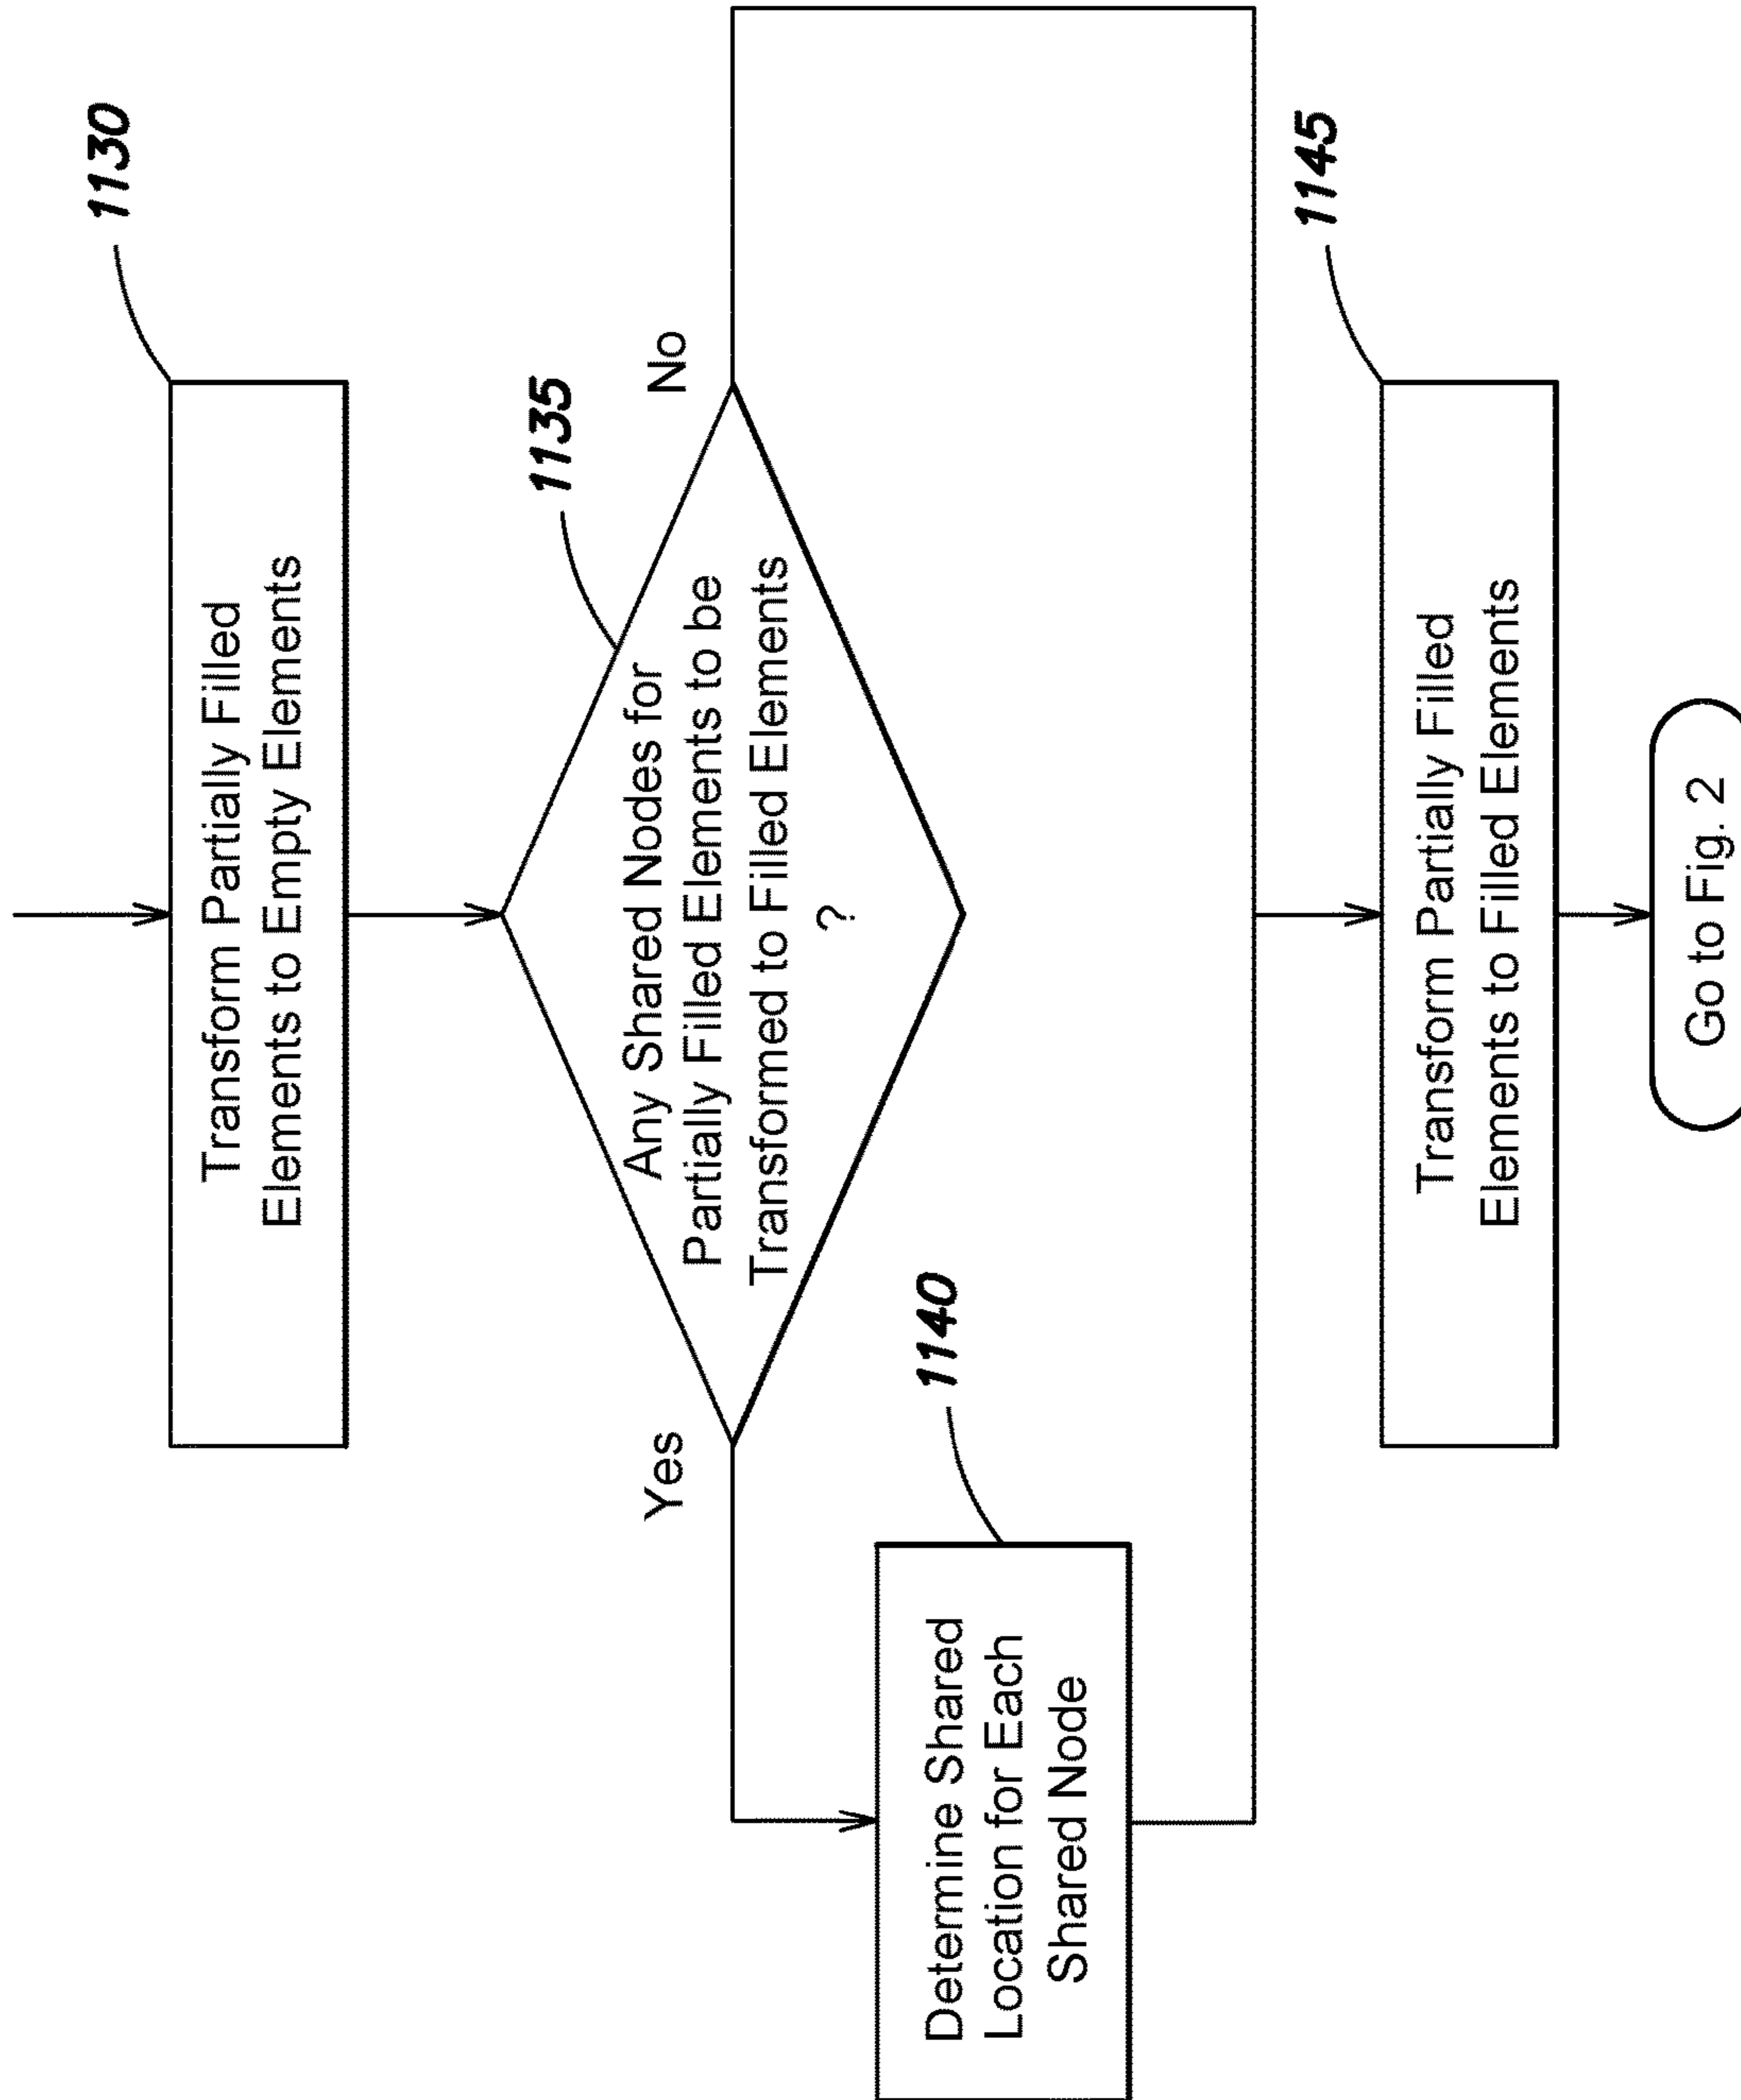 1130
Transform Partially Filled
Elements to Empty Elements
1135
Any Shared Nodes for
Partially Filled Elements to be
Transformed to Filled Elements
?
Yes
No
1140
Determine Shared
Location for Each
Shared Node
1145
Transform Partially Filled
Elements to Filled Elements
Go to Fig. 2